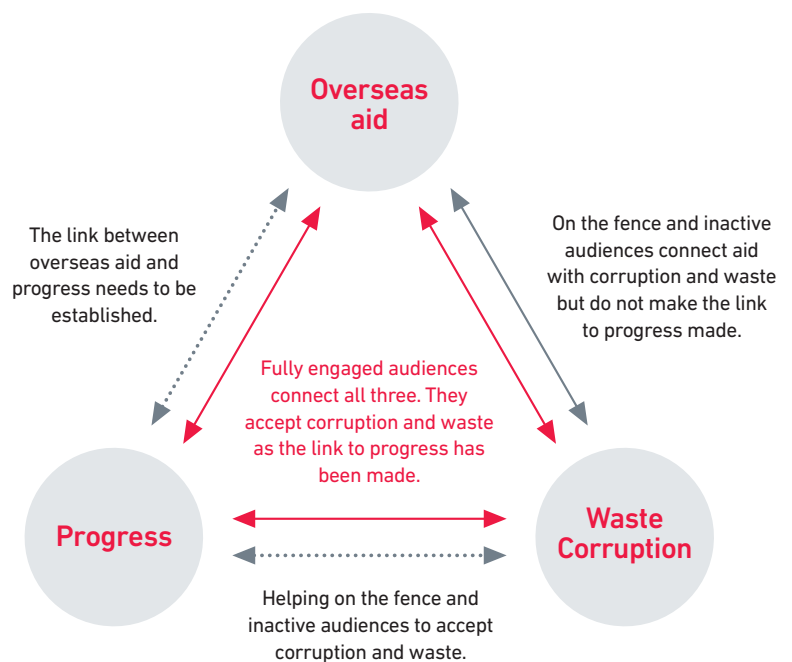 Overseas
aid
The link between
overseas aid and
progress needs to be
established.
On the fence and inactive
audiences connect aid
with corruption and waste
but do not make the link
to progress made.
Fully engaged audiences
connect all three. They
accept corruption and waste
as the link to progress has
been made.
Progress
Waste
Corruption
Helping on the fence and
inactive audiences to accept
corruption and waste.